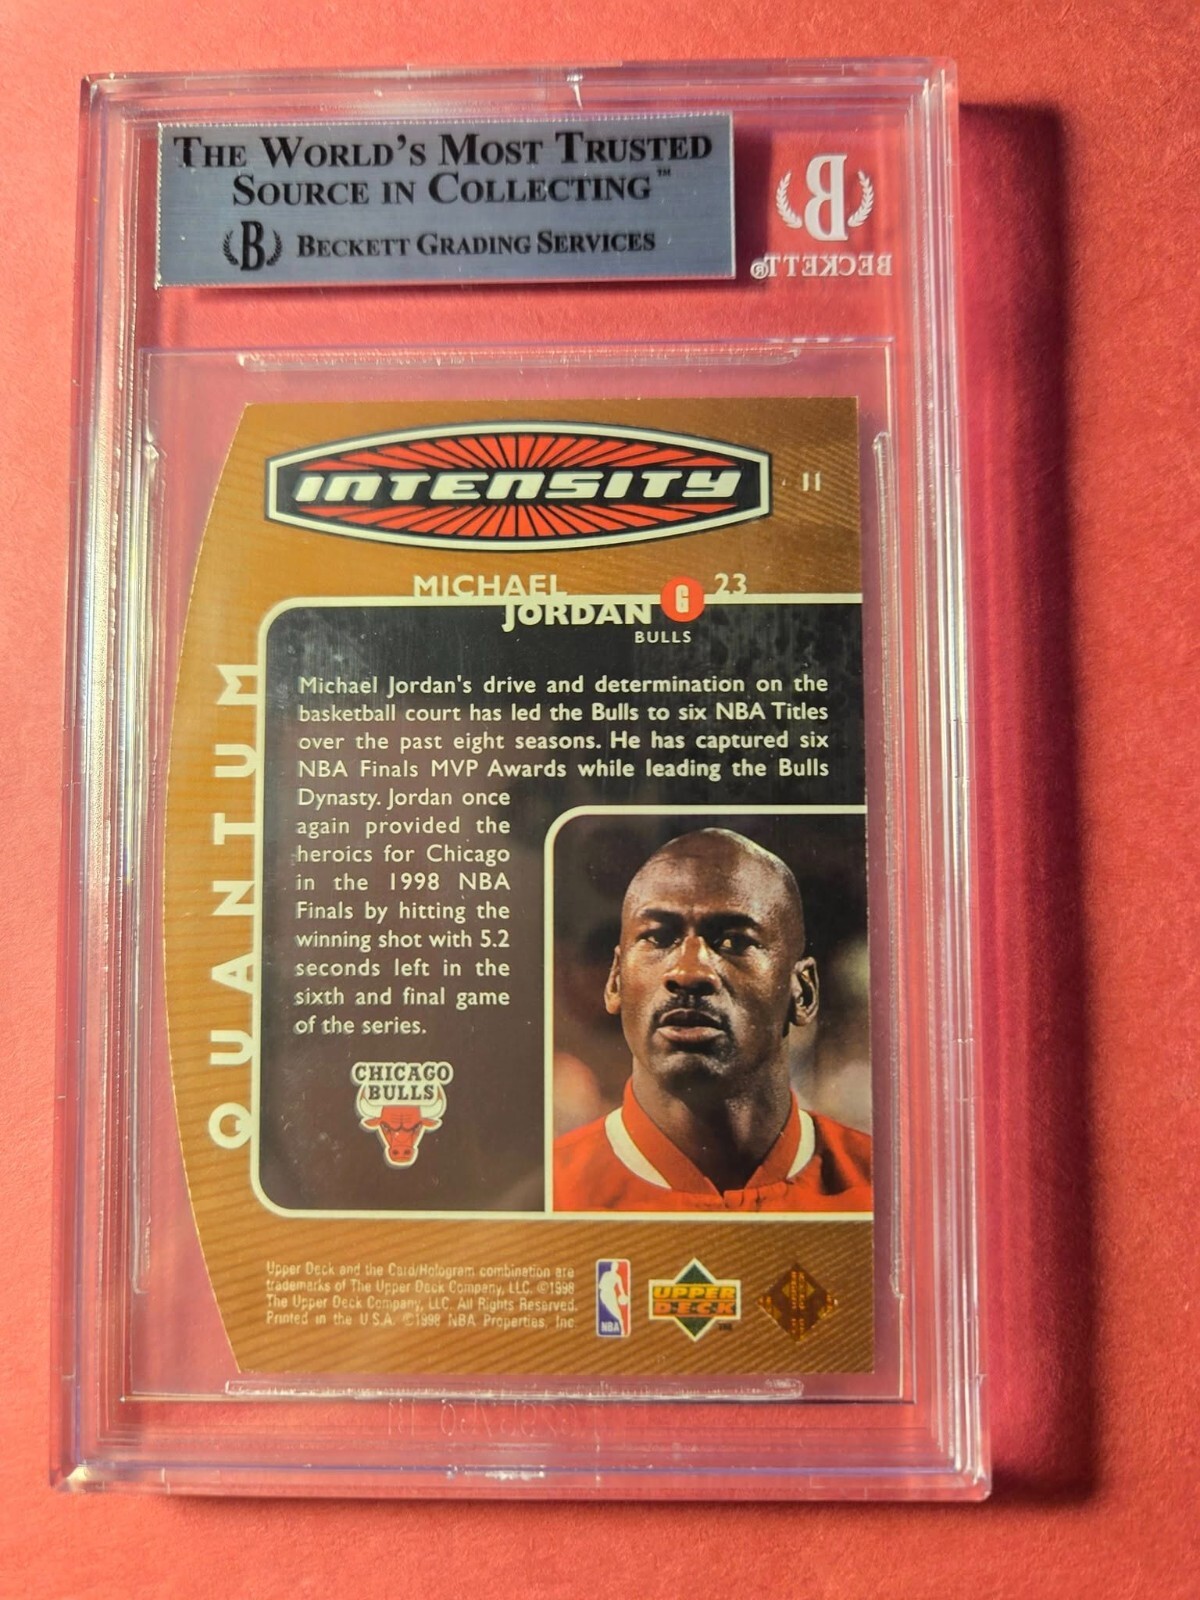 THE WORLD'S MOST TRUSTED
SOURCE IN COLLECTING™
B BECKETT GRADING SERVICES
B
BECKETT®
INTENSITY
11
MICHAEL
JORDAN G 23
BULLS
QUANTUM
Michael Jordan's drive and determination on the
basketball court has led the Bulls to six NBA Titles
over the past eight seasons. He has captured six
NBA Finals MVP Awards while leading the Bulls
Dynasty. Jordan once
again provided the
heroics for Chicago
in the 1998 NBA
Finals by hitting the
winning shot with 5.2
seconds left in the
sixth and final game
of the series.
CHICAGO
BULLS
Upper Deck and the Card/Hologram combination are
trademarks of The Upper Deck Company, LLC. ©1998
The Upper Deck Company, LLC. All Rights Reserved.
Printed in the U.S.A. ©1998 NBA Properties, Inc.
NBA
UPPER
DECK